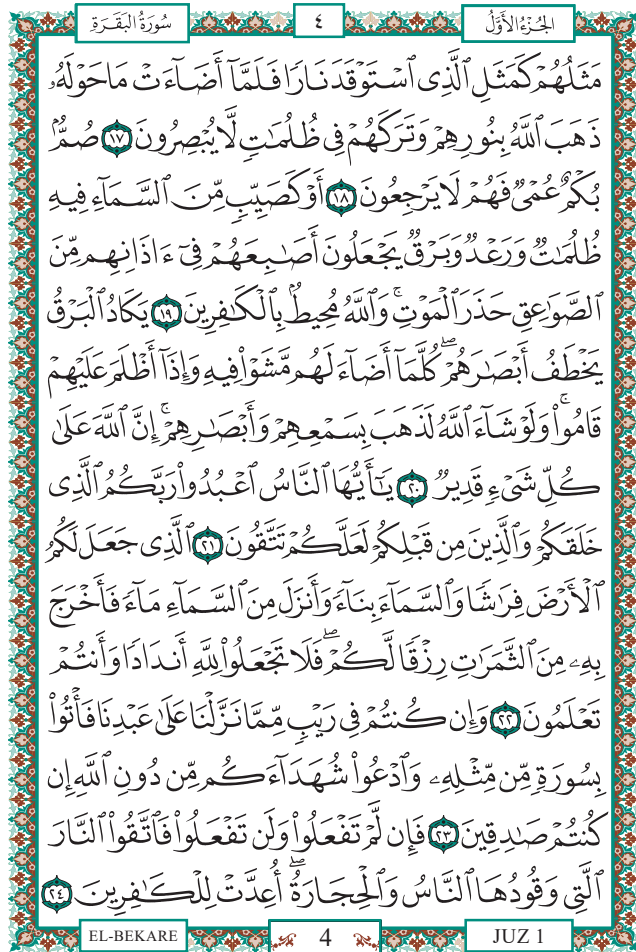 سُورَةُ البَقَرَةِ ٤ الجُزْءُ الأَوَّلُ
مَثَلُهُمۡ كَمَثَلِ ٱلَّذِى ٱسۡتَوۡقَدَ نَارٗا فَلَمَّآ أَضَآءَتۡ مَا حَوۡلَهُۥ
ذَهَبَ ٱللَّهُ بِنُورِهِمۡ وَتَرَكَهُمۡ فِى ظُلُمَٰتٖ لَّا يُبۡصِرُونَ ١٧ صُمُّۢ
بُكۡمٌ عُمۡىٞ فَهُمۡ لَا يَرۡجِعُونَ ١٨ أَوۡ كَصَيِّبٖ مِّنَ ٱلسَّمَآءِ فِيهِ
ظُلُمَٰتٞ وَرَعۡدٞ وَبَرۡقٞ يَجۡعَلُونَ أَصَٰبِعَهُمۡ فِىٓ ءَاذَانِهِم مِّنَ
ٱلصَّوَٰعِقِ حَذَرَ ٱلۡمَوۡتِۚ وَٱللَّهُ مُحِيطُۢ بِٱلۡكَٰفِرِينَ ١٩ يَكَادُ ٱلۡبَرۡقُ
يَخۡطَفُ أَبۡصَٰرَهُمۡۖ كُلَّمَآ أَضَآءَ لَهُم مَّشَوۡاْ فِيهِ وَإِذَآ أَظۡلَمَ عَلَيۡهِمۡ
قَامُواْۚ وَلَوۡ شَآءَ ٱللَّهُ لَذَهَبَ بِسَمۡعِهِمۡ وَأَبۡصَٰرِهِمۡۚ إِنَّ ٱللَّهَ عَلَىٰ
كُلِّ شَىۡءٖ قَدِيرٞ ٢٠ يَٰٓأَيُّهَا ٱلنَّاسُ ٱعۡبُدُواْ رَبَّكُمُ ٱلَّذِى
خَلَقَكُمۡ وَٱلَّذِينَ مِن قَبۡلِكُمۡ لَعَلَّكُمۡ تَتَّقُونَ ٢١ ٱلَّذِى جَعَلَ لَكُمُ
ٱلۡأَرۡضَ فِرَٰشٗا وَٱلسَّمَآءَ بِنَآءٗ وَأَنزَلَ مِنَ ٱلسَّمَآءِ مَآءٗ فَأَخۡرَجَ
بِهِۦ مِنَ ٱلثَّمَرَٰتِ رِزۡقٗا لَّكُمۡۖ فَلَا تَجۡعَلُواْ لِلَّهِ أَندَادٗا وَأَنتُمۡ
تَعۡلَمُونَ ٢٢ وَإِن كُنتُمۡ فِى رَيۡبٖ مِّمَّا نَزَّلۡنَا عَلَىٰ عَبۡدِنَا فَأۡتُواْ
بِسُورَةٖ مِّن مِّثۡلِهِۦ وَٱدۡعُواْ شُهَدَآءَكُم مِّن دُونِ ٱللَّهِ إِن
كُنتُمۡ صَٰدِقِينَ ٢٣ فَإِن لَّمۡ تَفۡعَلُواْ وَلَن تَفۡعَلُواْ فَٱتَّقُواْ ٱلنَّارَ
ٱلَّتِى وَقُودُهَا ٱلنَّاسُ وَٱلۡحِجَارَةُۖ أُعِدَّتۡ لِلۡكَٰفِرِينَ ٢٤
EL-BEKARE 4 JUZ 1